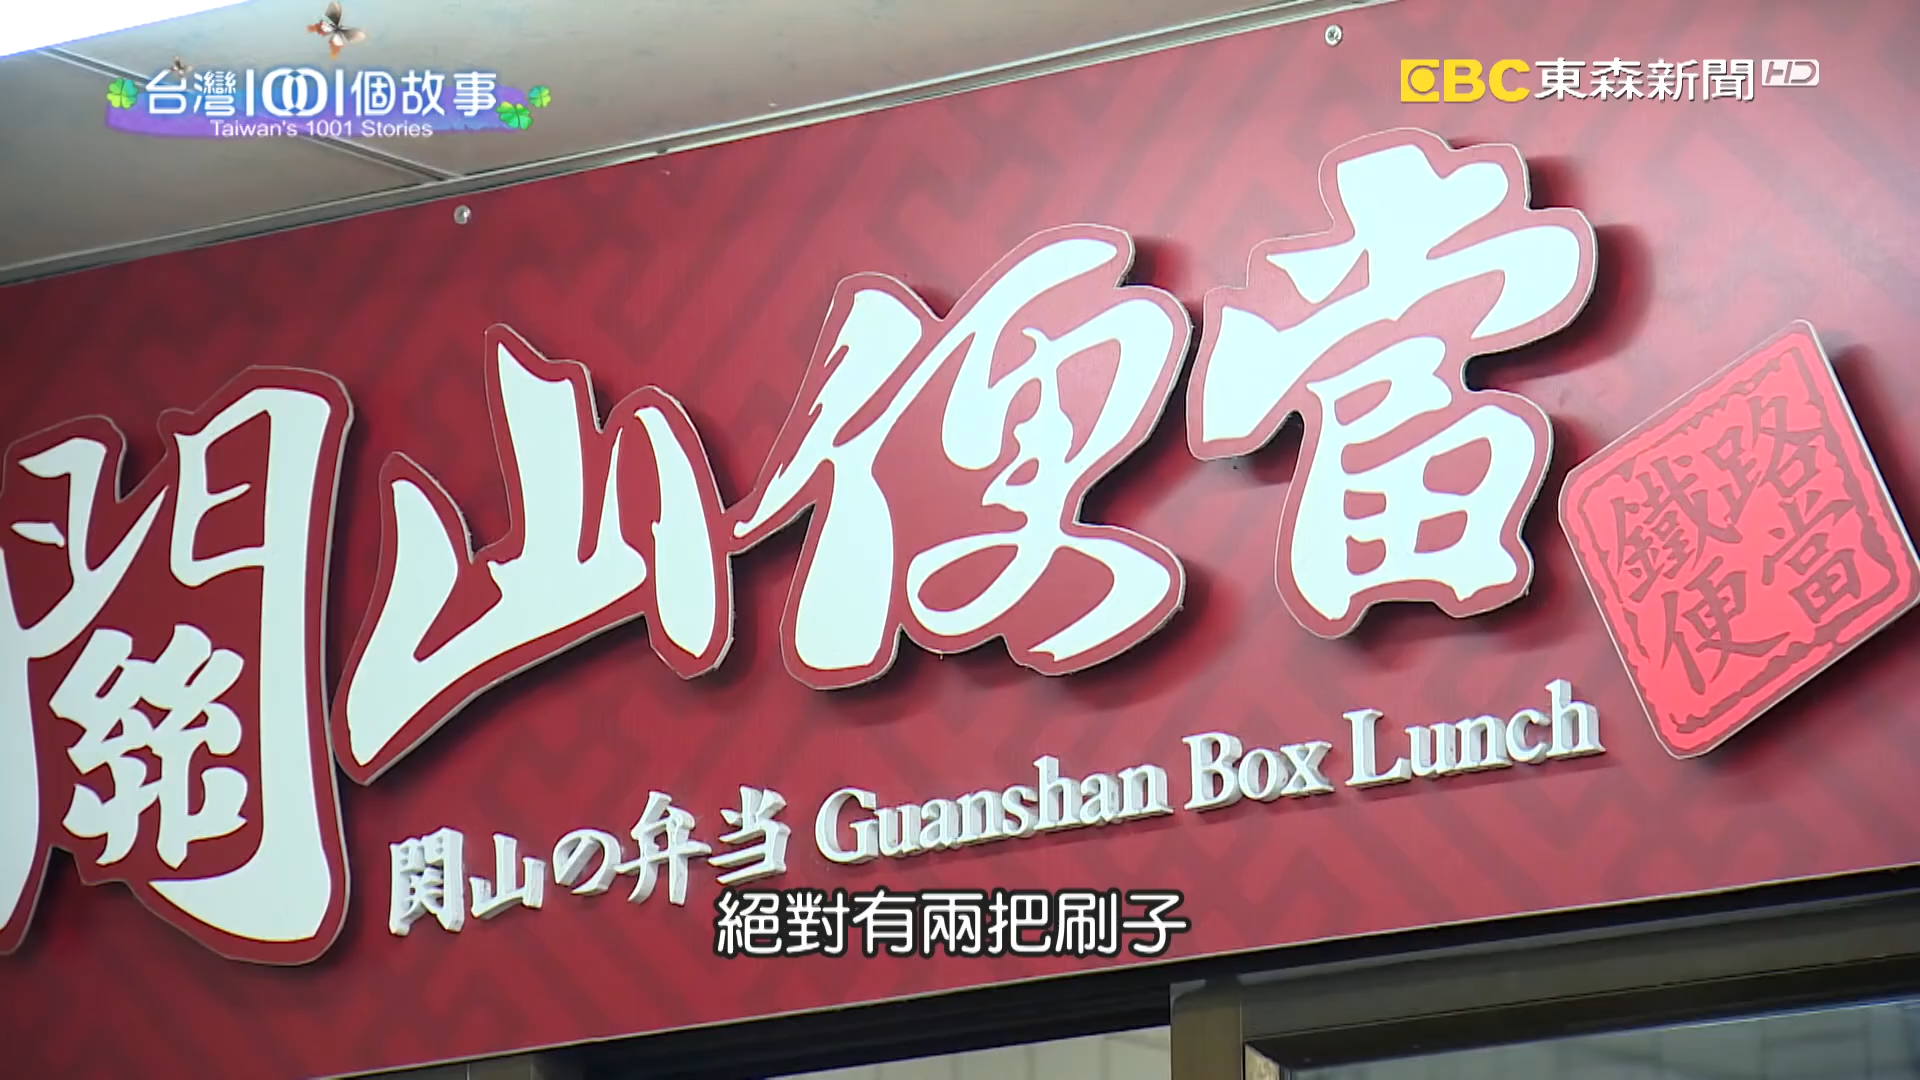 台灣1001個故事
Taiwan's 1001 Stories
EBC東森新聞HD
關山便當
鐵路
便當
関山の弁当 Guanshan Box Lunch
絕對有兩把刷子